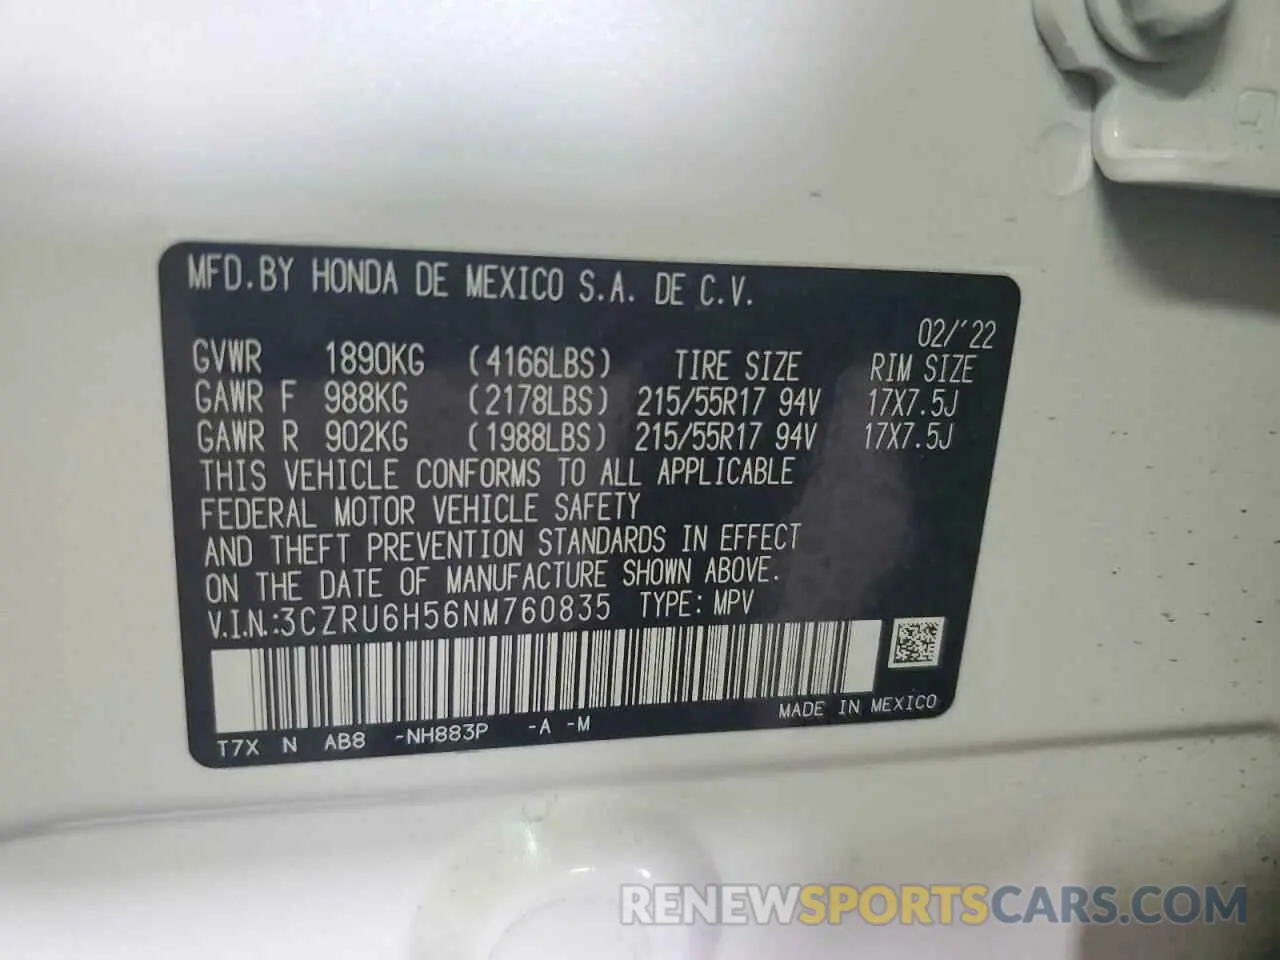 MFD.BY HONDA DE MEXICO S.A. DE C.V.
02/'22
GVWR 1890KG (4166LBS) TIRE SIZE RIM SIZE
GAWR F 988KG (2178LBS) 215/55R17 94V 17X7.5J
GAWR R 902KG (1988LBS) 215/55R17 94V 17X7.5J
THIS VEHICLE CONFORMS TO ALL APPLICABLE
FEDERAL MOTOR VEHICLE SAFETY
AND THEFT PREVENTION STANDARDS IN EFFECT
ON THE DATE OF MANUFACTURE SHOWN ABOVE.
V.I.N.:3CZRU6H56NM760835 TYPE: MPV
MADE IN MEXICO
T7X N AB8 -NH883P -A -M
RENEWSPORTSCARS.COM